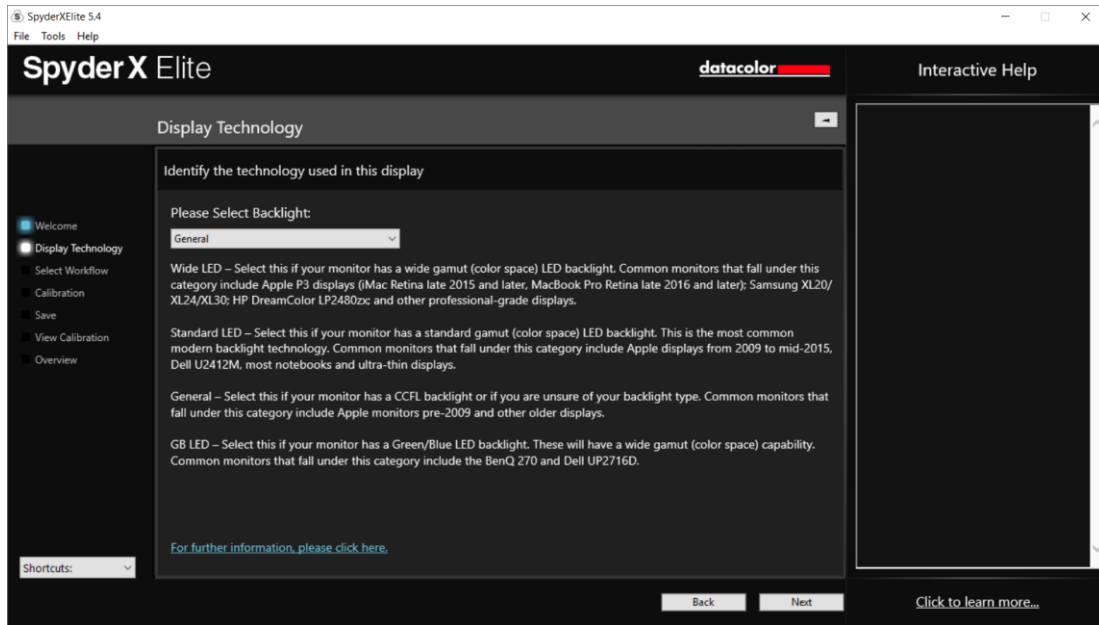 SpyderXElite 5.4
File Tools Help
Spyder X Elite
datacolor
Interactive Help
Display Technology
Identify the technology used in this display
Welcome
Display Technology
Select Workflow
Calibration
Save
View Calibration
Overview
Please Select Backlight:
General
Wide LED – Select this if your monitor has a wide gamut (color space) LED backlight. Common monitors that fall under this
category include Apple P3 displays (iMac Retina late 2015 and later, MacBook Pro Retina late 2016 and later); Samsung XL20/
XL24/XL30; HP DreamColor LP2480zx; and other professional-grade displays.
Standard LED – Select this if your monitor has a standard gamut (color space) LED backlight. This is the most common
modern backlight technology. Common monitors that fall under this category include Apple displays from 2009 to mid-2015,
Dell U2412M, most notebooks and ultra-thin displays.
General – Select this if your monitor has a CCFL backlight or if you are unsure of your backlight type. Common monitors that
fall under this category include Apple monitors pre-2009 and other older displays.
GB LED – Select this if your monitor has a Green/Blue LED backlight. These will have a wide gamut (color space) capability.
Common monitors that fall under this category include the BenQ 270 and Dell UP2716D.
For further information, please click here.
Shortcuts:
Back
Next
Click to learn more...